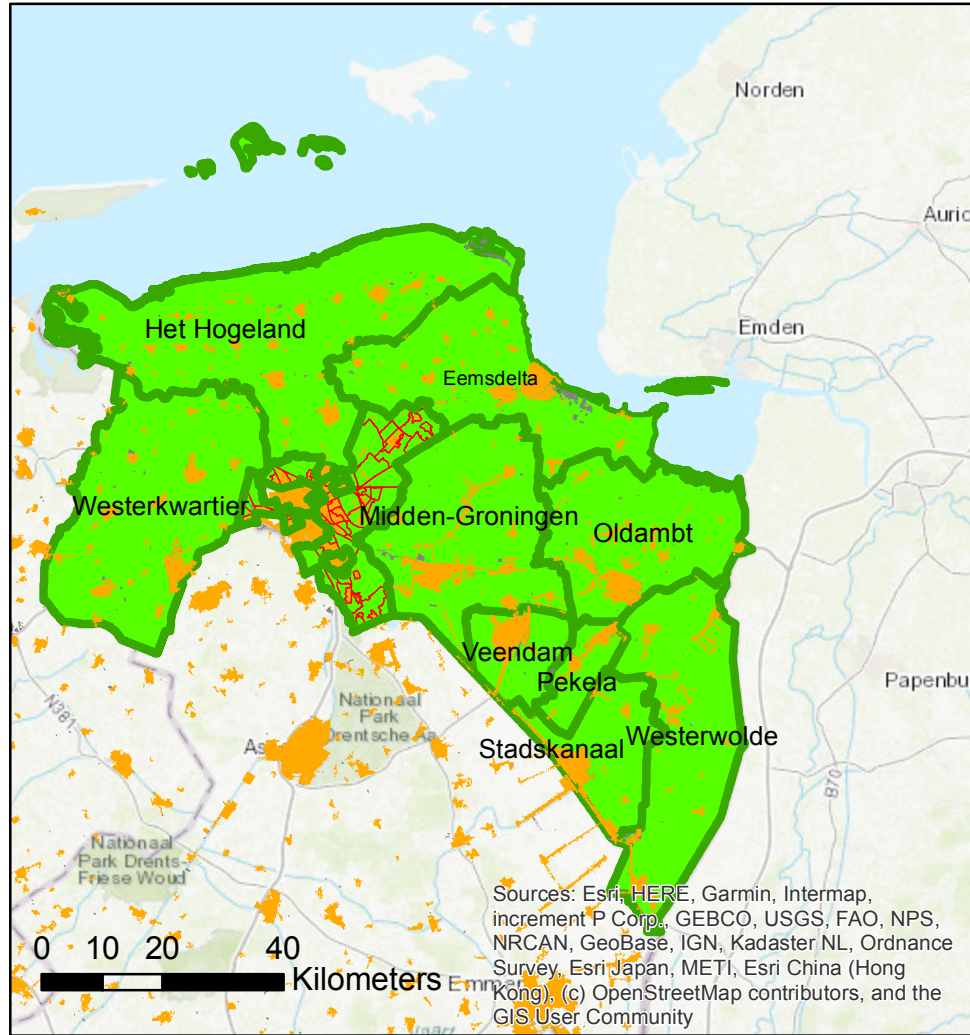 Norden
Auric
Emden
Het Hogeland
Eemsdelta
Westerkwartier
Midden-Groningen
Oldambt
Veendam
Pekela
Papenbu
Nationaal
Park
Drentsche Aa
N381
As
Stadskanaal
Westerwolde
B70
Nationaal
Park Drents-
Friese Woud
Sources: Esri, HERE, Garmin, Intermap,
increment P Corp., GEBCO, USGS, FAO, NPS,
NRCAN, GeoBase, IGN, Kadaster NL, Ordnance
Survey, Esri Japan, METI, Esri China (Hong
Kong), (c) OpenStreetMap contributors, and the
GIS User Community
0 10 20 40
Kilometers
Emme